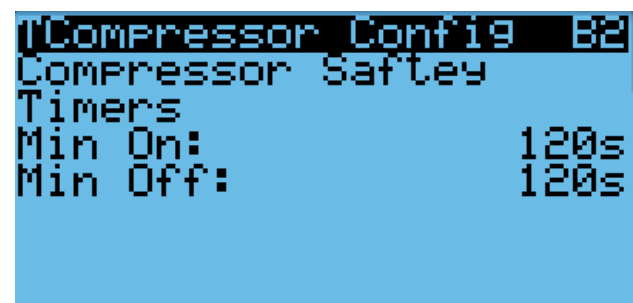 Compressor Config B2
Compressor Saftey
Timers
Min On: 120s
Min Off: 120s